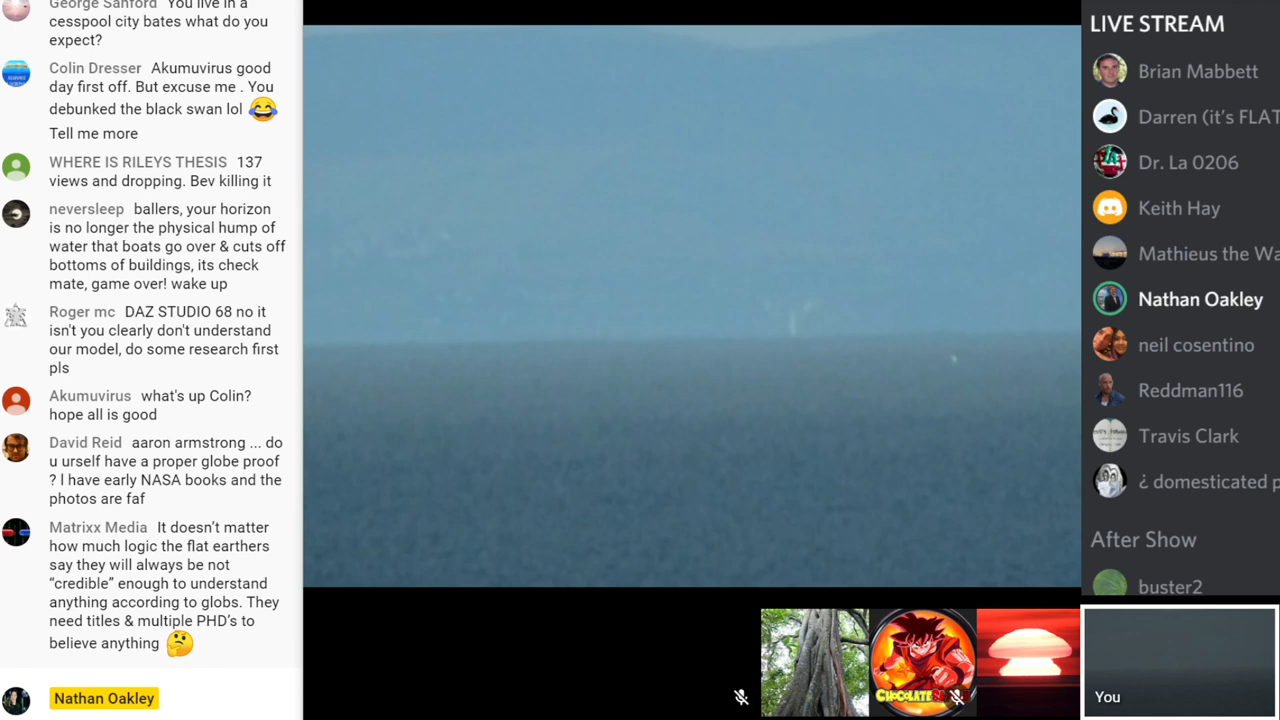 George Sanford You live in a
cesspool city bates what do you
expect?
Colin Dresser Akumuvirus good
day first off. But excuse me . You
debunked the black swan lol 😂
Tell me more
WHERE IS RILEYS THESIS 137
views and dropping. Bev killing it
neversleep ballers, your horizon
is no longer the physical hump of
water that boats go over & cuts off
bottoms of buildings, its check
mate, game over! wake up
Roger mc DAZ STUDIO 68 no it
isn't you clearly don't understand
our model, do some research first
pls
Akumuvirus what's up Colin?
hope all is good
David Reid aaron armstrong ... do
u urself have a proper globe proof
? I have early NASA books and the
photos are faf
Matrixx Media It doesn’t matter
how much logic the flat earthers
say they will always be not
“credible” enough to understand
anything according to globs. They
need titles & multiple PHD’s to
believe anything 🤔
Nathan Oakley
LIVE STREAM
Brian Mabbett
Darren (it’s FLAT
Dr. La 0206
Keith Hay
Mathieus the Wa
Nathan Oakley
neil cosentino
Reddman116
Travis Clark
¿ domesticated p
After Show
buster2
You